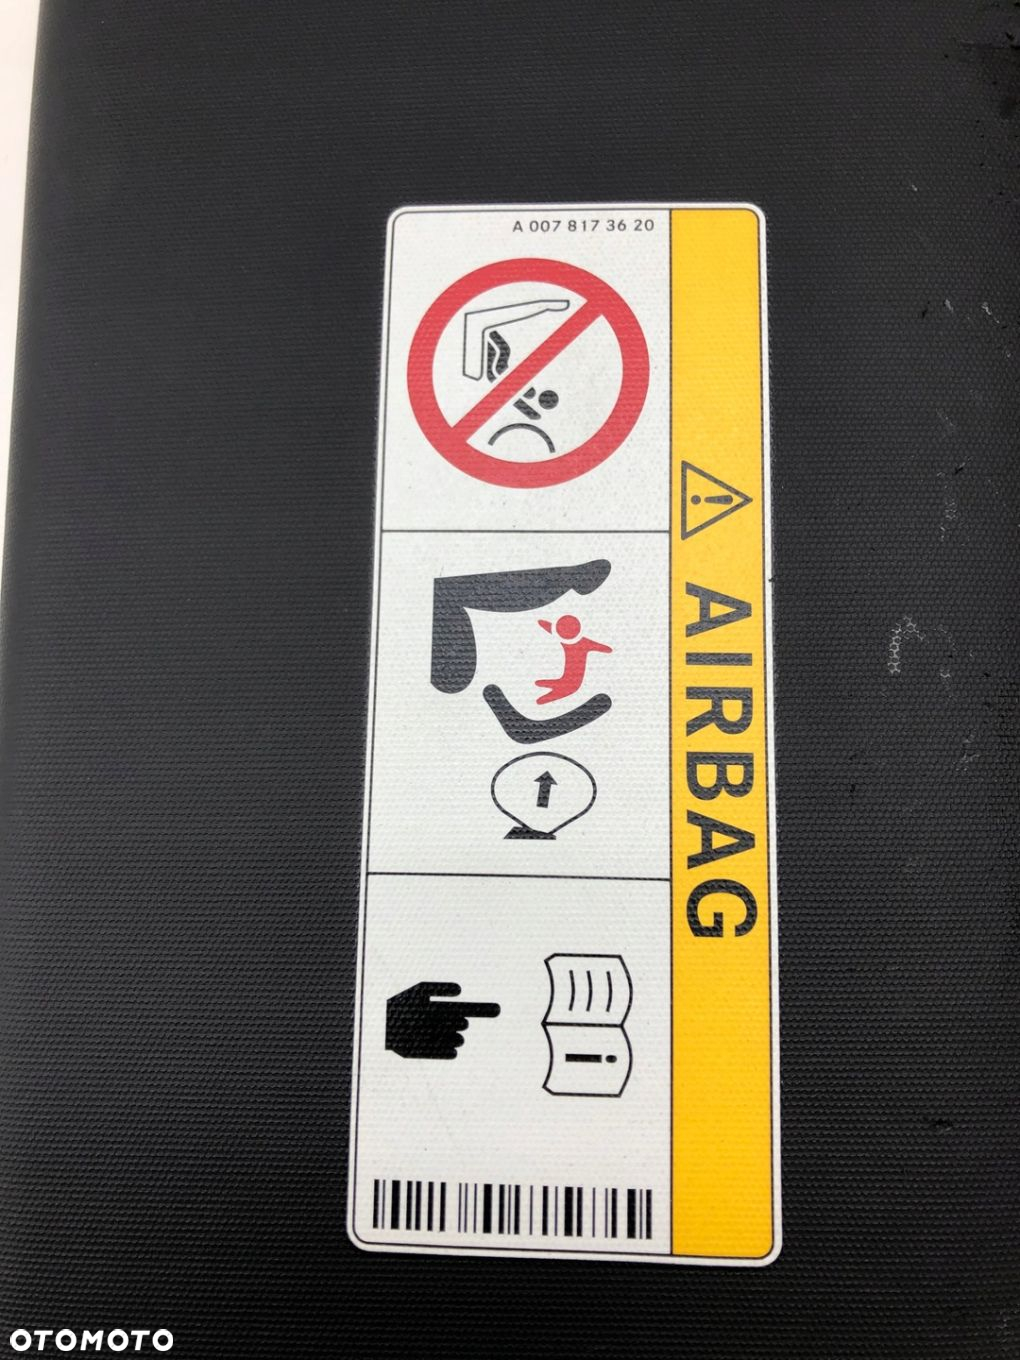 A 007 817 36 20
AIRBAG
i
OTOMOTO